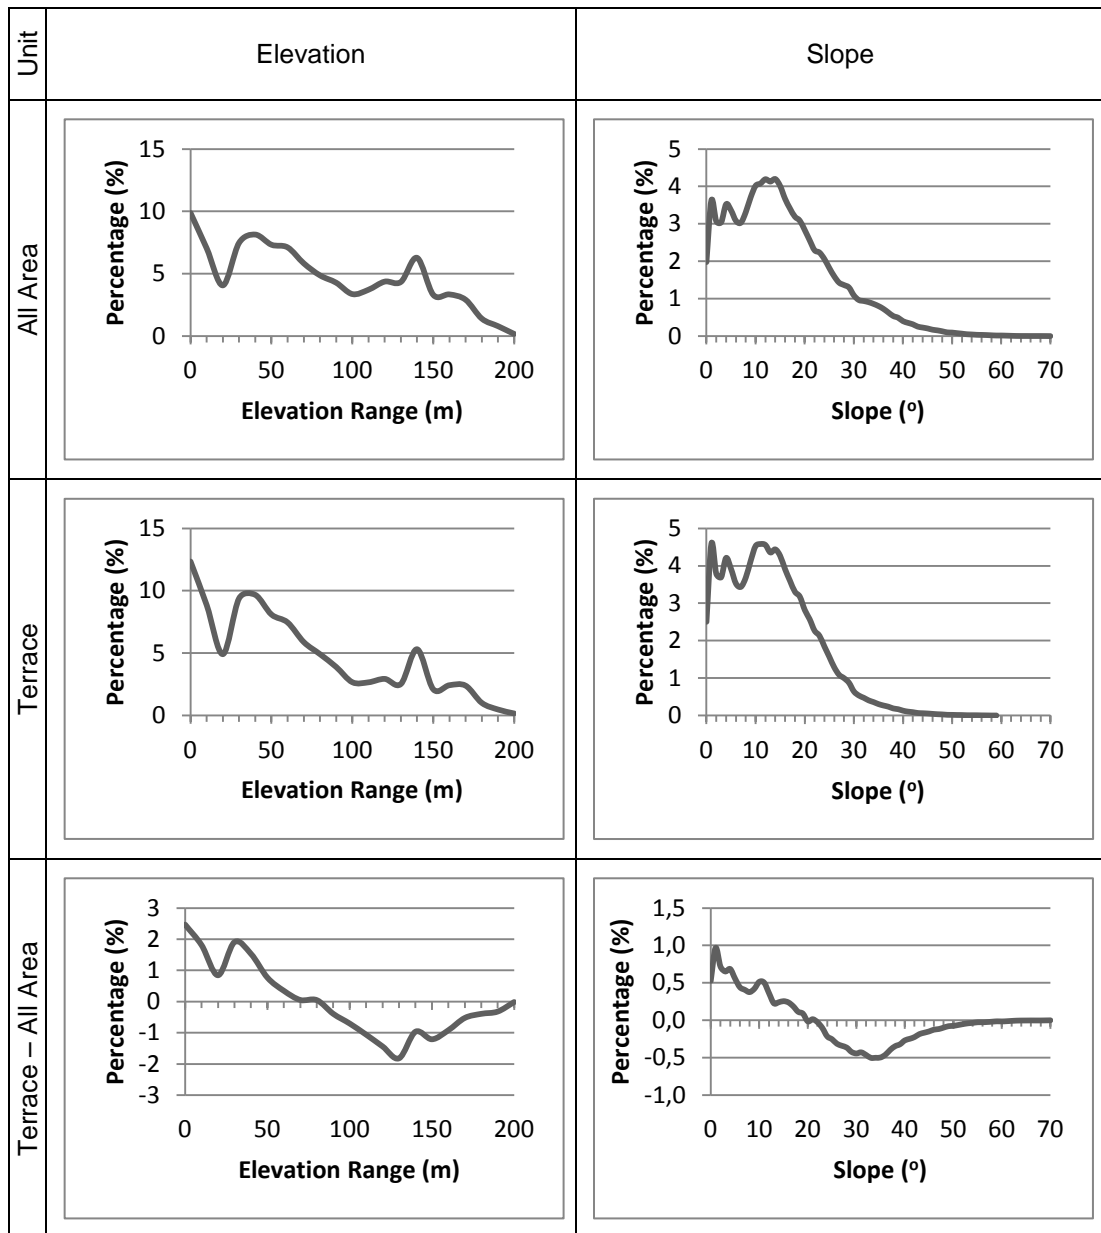 Unit
Elevation
Slope
All Area
Percentage (%)
15
10
5
0
0 50 100 150 200
Elevation Range (m)
Percentage (%)
5
4
3
2
1
0
0 10 20 30 40 50 60 70
Slope (º)
Terrace
Percentage (%)
15
10
5
0
0 50 100 150 200
Elevation Range (m)
Percentage (%)
5
4
3
2
1
0
0 10 20 30 40 50 60 70
Slope (º)
Terrace – All Area
Percentage (%)
3
2
1
0
-1
-2
-3
0 50 100 150 200
Elevation Range (m)
Percentage (%)
1,5
1,0
0,5
0,0
-0,5
-1,0
0 10 20 30 40 50 60 70
Slope (º)